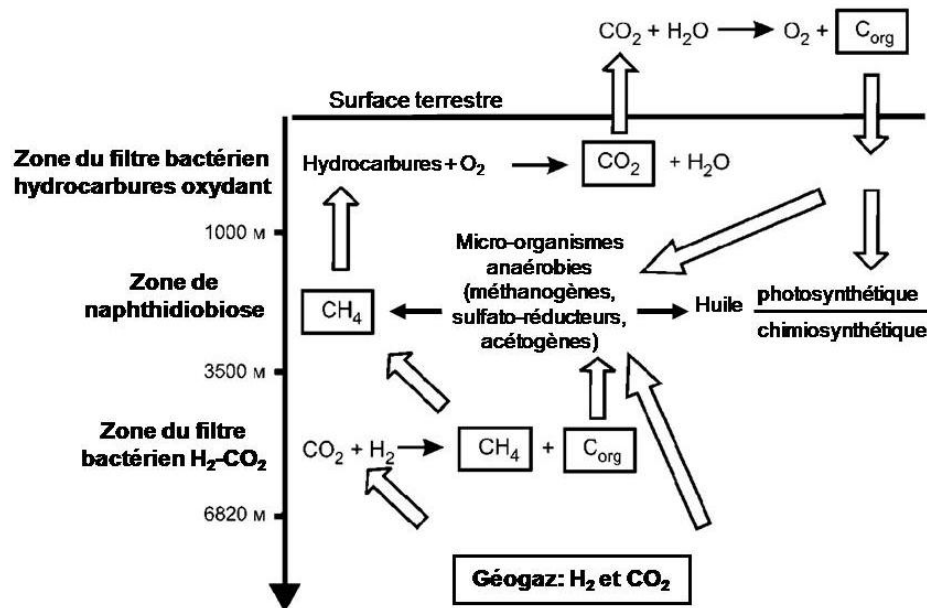 CO2 + H2O → O2 + Corg
Surface terrestre
Zone du filtre bactérien
hydrocarbures oxydant
Hydrocarbures + O2 → CO2 + H2O
1000 м
Micro-organismes
anaérobies
(méthanogènes,
sulfato-réducteurs,
acétogènes)
Zone de
naphthidiobiose
CH4
Huile
photosynthétique
chimiosynthétique
3500 м
Zone du filtre
bactérien H2-CO2
CO2 + H2 → CH4 + Corg
6820 м
Géogaz: H2 et CO2